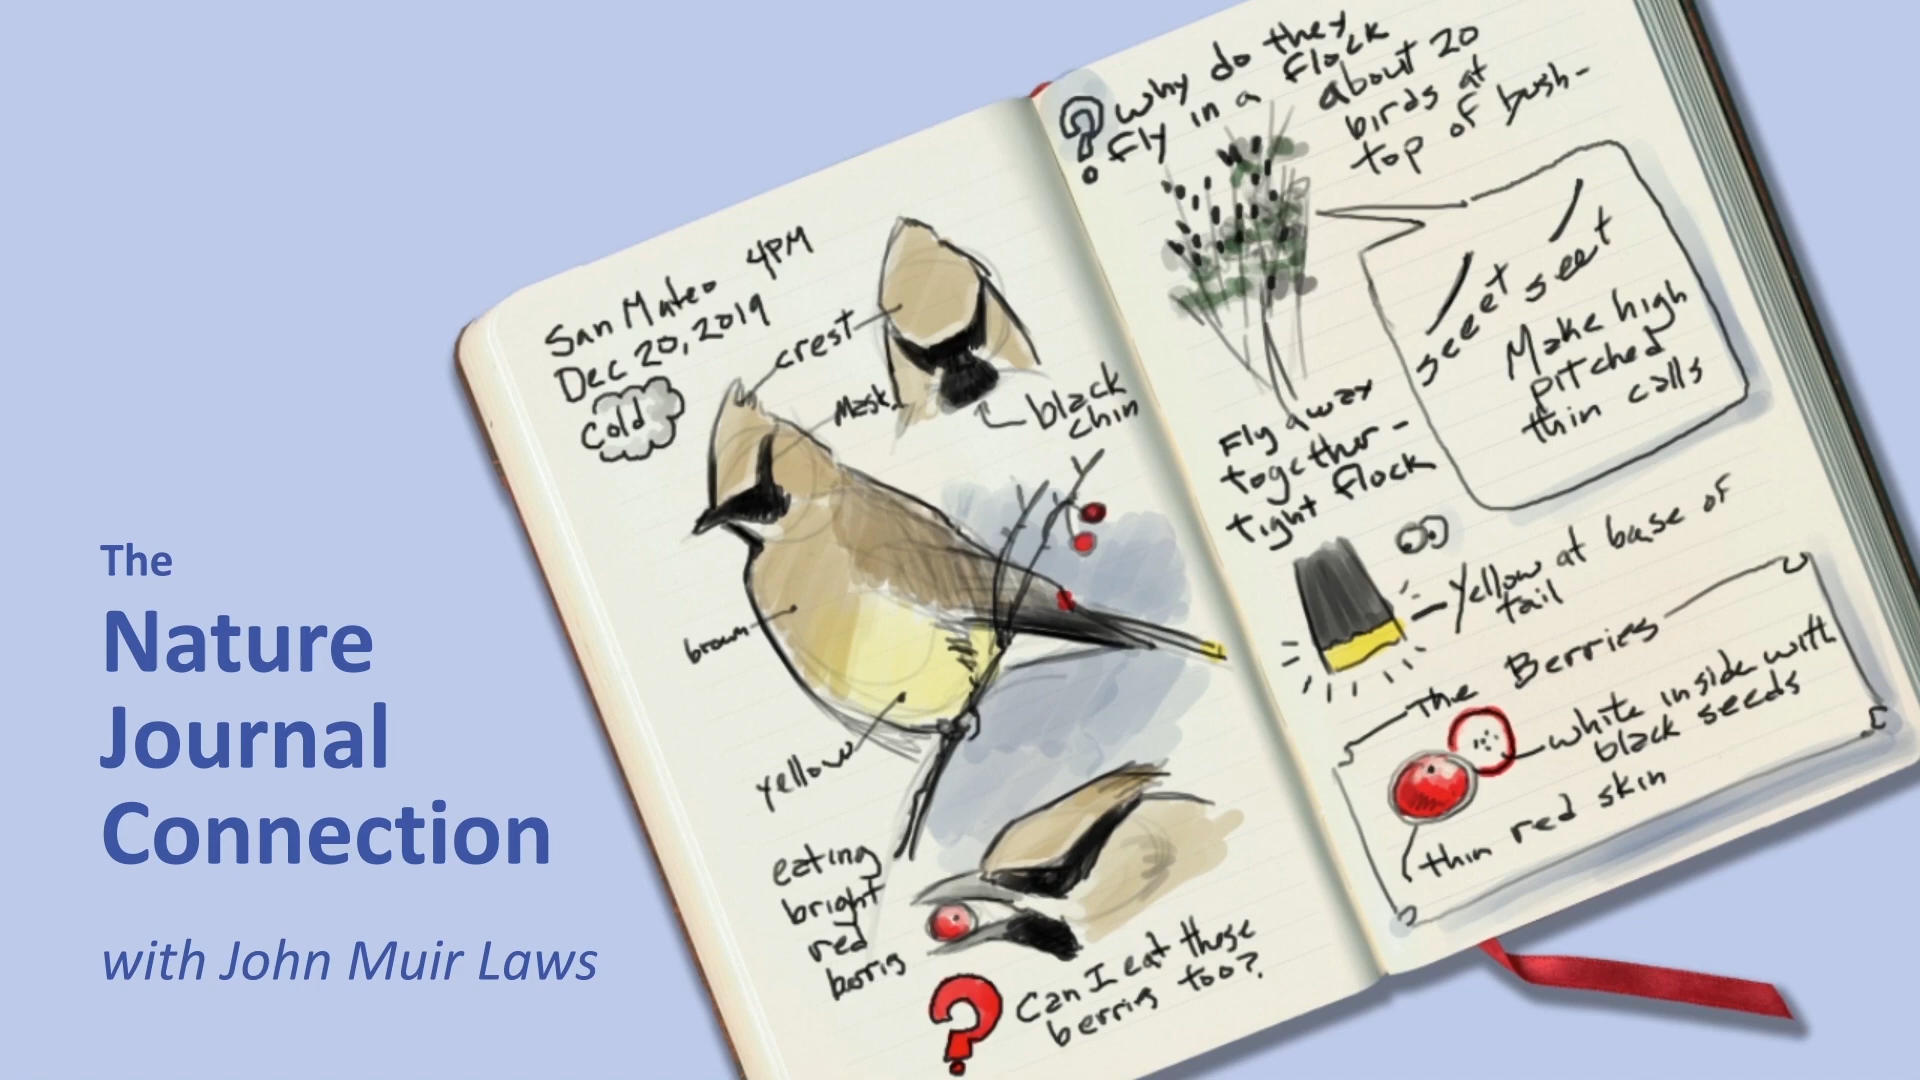 The
Nature
Journal
Connection
with John Muir Laws
San Mateo 4PM
Dec 20, 2019
cold
crest
Mask
black
chin
brown
yellow
eating
bright
red
berris
? Can I eat those
berries too?
? why do they
fly in a flock
about 20
birds at
top of bush-
seeet seet
Make high
pitched
thin calls
Fly away
together-
tight flock
Yellow at base of
tail
The Berries
white inside with
black seeds
thin red skin